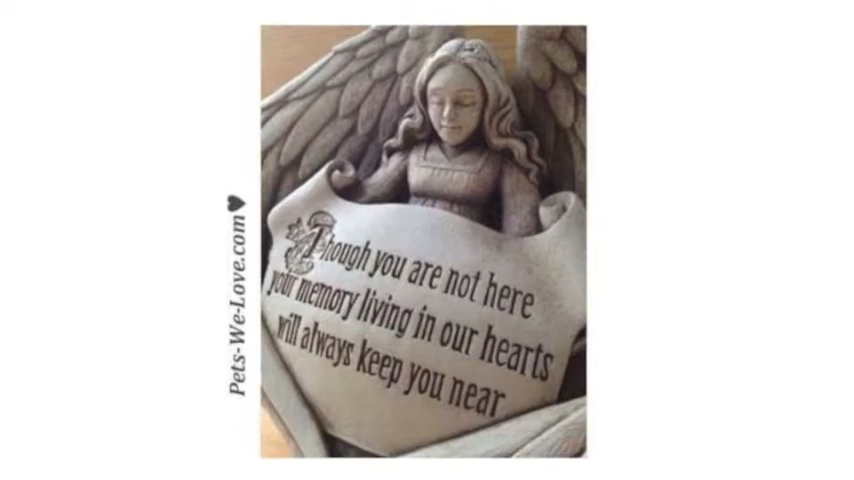 Though you are not here
your memory living in our hearts
will always keep you near
Pets-We-Love.com♥